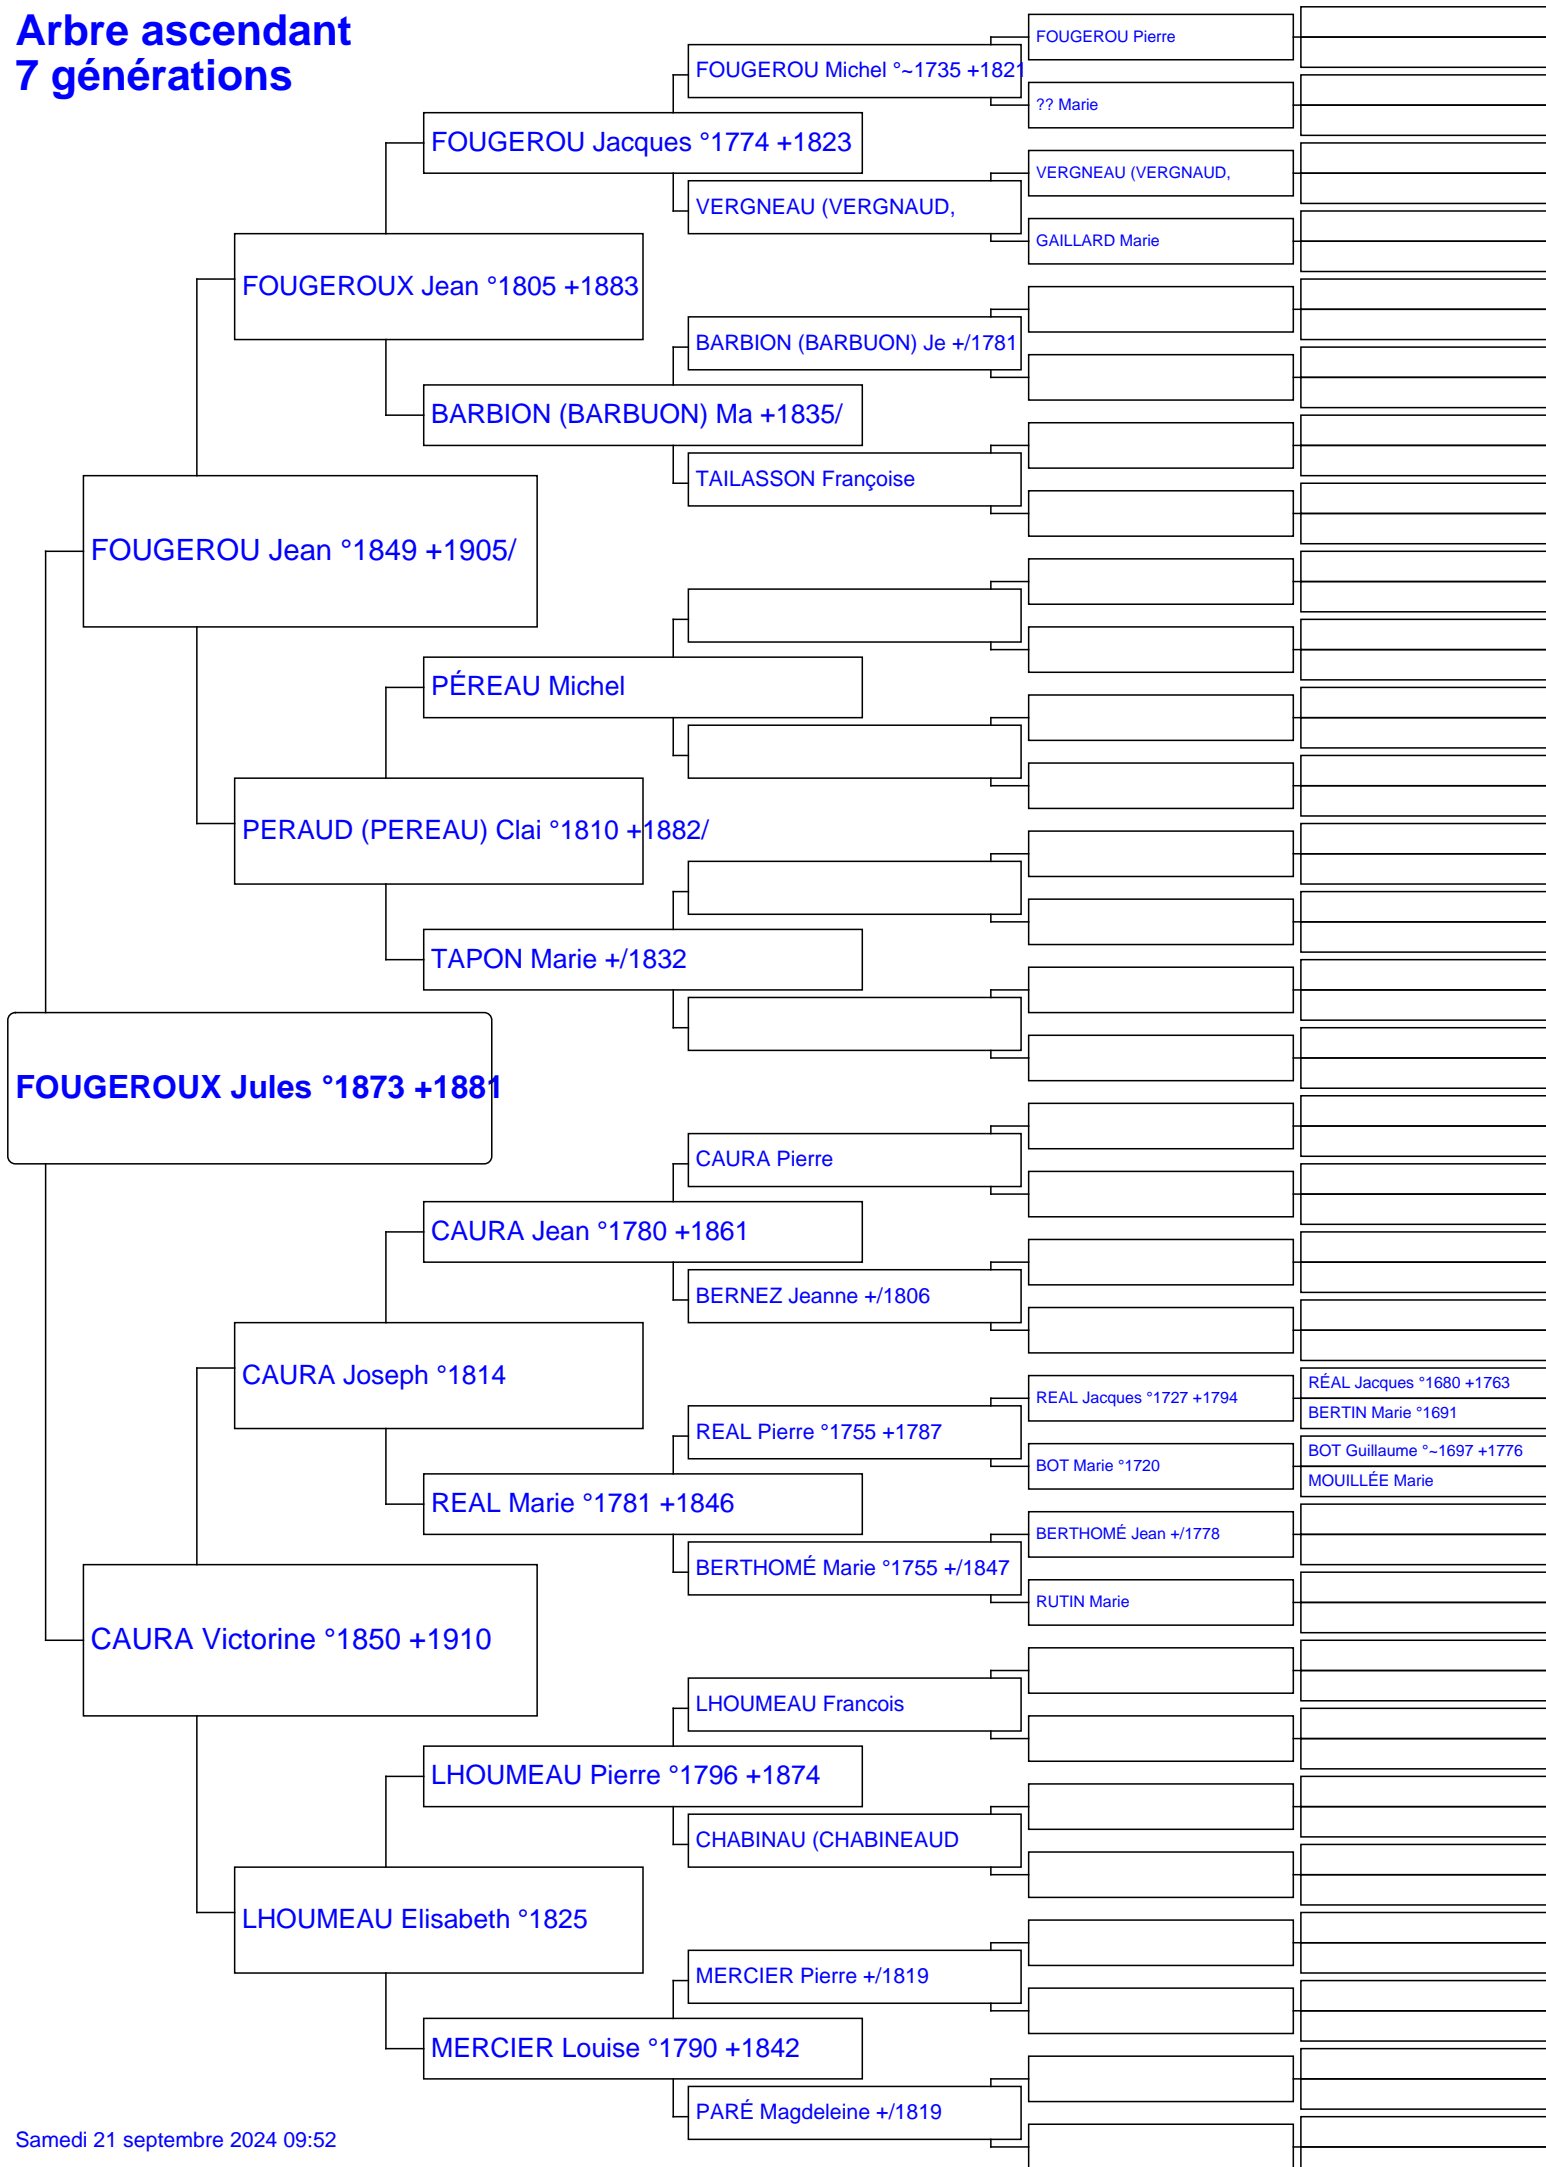 Arbre ascendant
7 générations
FOUGEROU Pierre
FOUGEROU Michel °~1735 +1821
?? Marie
FOUGEROU Jacques °1774 +1823
VERGNEAU (VERGNAUD,
VERGNEAU (VERGNAUD,
GAILLARD Marie
FOUGEROUX Jean °1805 +1883
BARBION (BARBUON) Je +/1781
BARBION (BARBUON) Ma +1835/
TAILASSON Françoise
FOUGEROU Jean °1849 +1905/
PÉREAU Michel
PERAUD (PEREAU) Clai °1810 +1882/
TAPON Marie +/1832
FOUGEROUX Jules °1873 +1881
CAURA Pierre
CAURA Jean °1780 +1861
BERNEZ Jeanne +/1806
CAURA Joseph °1814
RÉAL Jacques °1680 +1763
REAL Jacques °1727 +1794
BERTIN Marie °1691
REAL Pierre °1755 +1787
BOT Guillaume °~1697 +1776
BOT Marie °1720
MOUILLÉE Marie
REAL Marie °1781 +1846
BERTHOMÉ Jean +/1778
BERTHOMÉ Marie °1755 +/1847
RUTIN Marie
CAURA Victorine °1850 +1910
LHOUMEAU Francois
LHOUMEAU Pierre °1796 +1874
CHABINAU (CHABINEAUD
LHOUMEAU Elisabeth °1825
MERCIER Pierre +/1819
MERCIER Louise °1790 +1842
PARÉ Magdeleine +/1819
Samedi 21 septembre 2024 09:52